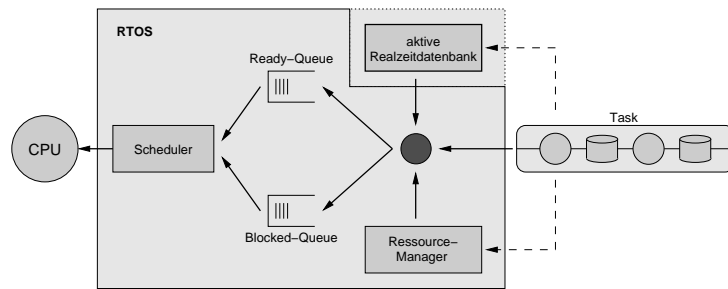 RTOS
aktive
Realzeitdatenbank
Ready–Queue
Task
CPU
Scheduler
Blocked–Queue
Ressource–
Manager